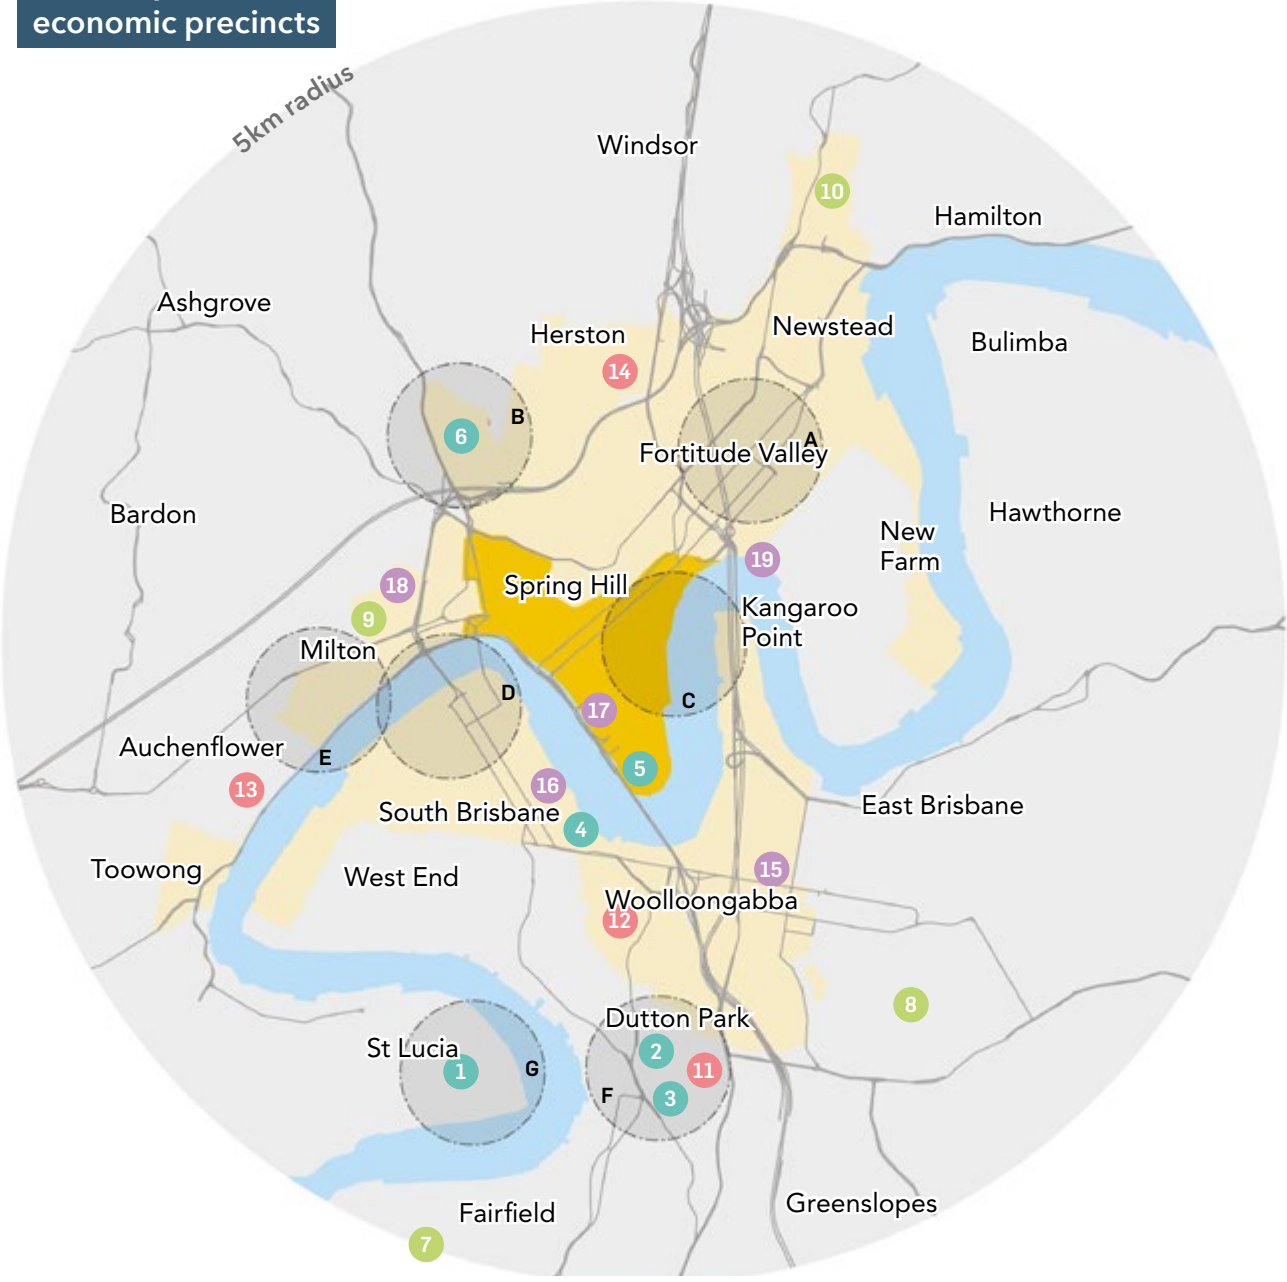 economic precincts
5km radius
Windsor
10
Hamilton
Ashgrove
Herston
Newstead
Bulimba
14
B
6
A
Fortitude Valley
Bardon
Hawthorne
New
Farm
19
18
Spring Hill
9
Kangaroo
Point
Milton
D
C
17
Auchenflower
E
5
13
16
South Brisbane
4
East Brisbane
Toowong
West End
15
Woolloongabba
12
8
Dutton Park
St Lucia
1
G
2
11
F
3
Greenslopes
Fairfield
7